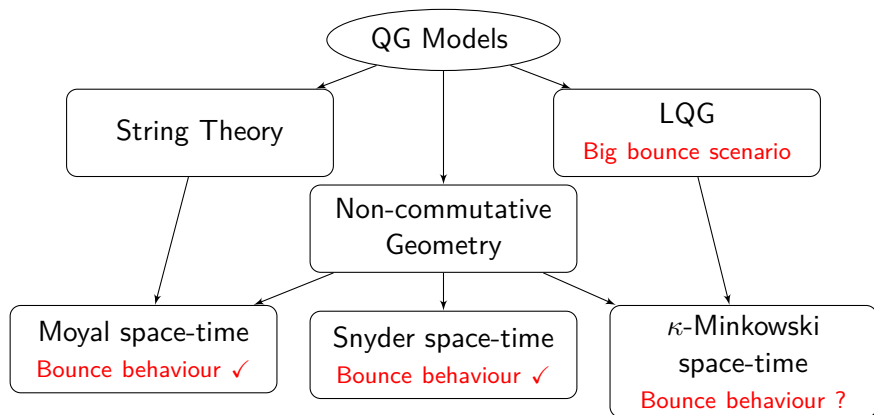 QG Models
String Theory
LQG
Big bounce scenario
Non-commutative
Geometry
Moyal space-time
Bounce behaviour ✓
Snyder space-time
Bounce behaviour ✓
κ-Minkowski
space-time
Bounce behaviour ?